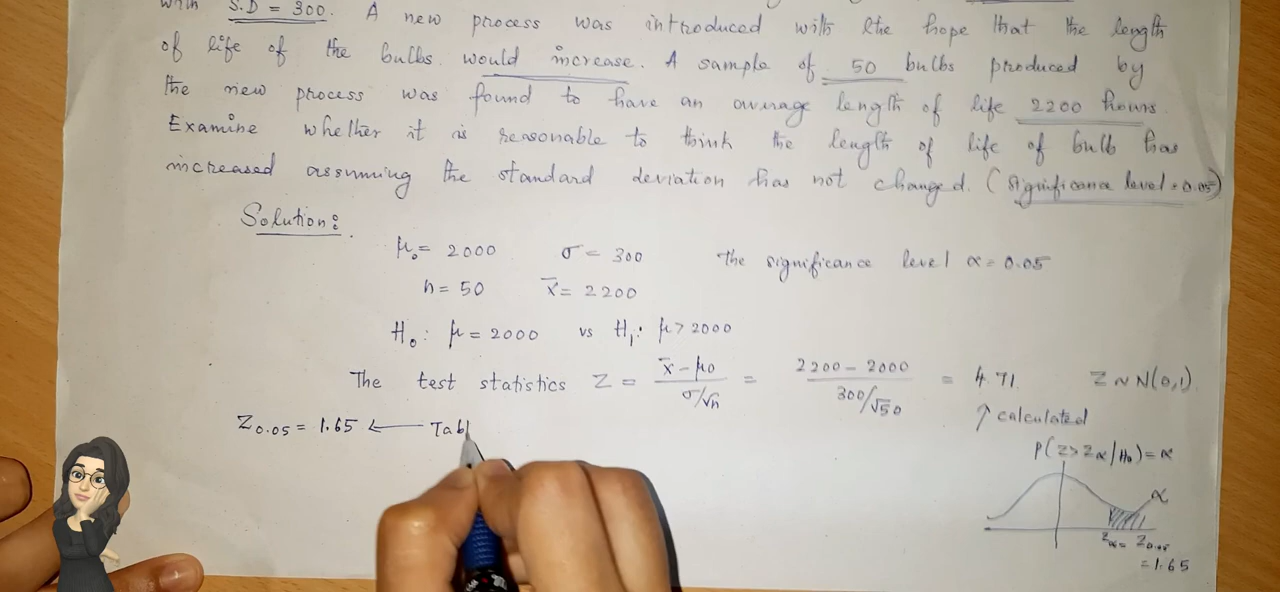 with S.D = 300. A new process was introduced with the hope that the length
of life of the bulbs would increase. A sample of 50 bulbs produced by
the new process was found to have an average length of life 2200 hours.
Examine whether it is reasonable to think the length of life of bulb has
increased assuming the standard deviation has not changed. (Significance level = 0.05)
Solution:
μ₀ = 2000 σ = 300 The significance level α = 0.05
n = 50 x̄ = 2200
H₀ : μ = 2000 vs H₁ : μ > 2000
The test statistics Z = (x̄ - μ₀)/(σ/√n) = (2200 - 2000)/(300/√50) = 4.71. Z ~ N(0,1).
↑ calculated
Z₀.₀₅ = 1.65 ← Tabl
P(Z > Zα / H₀) = α
α
Zα = Z₀.₀₅
= 1.65